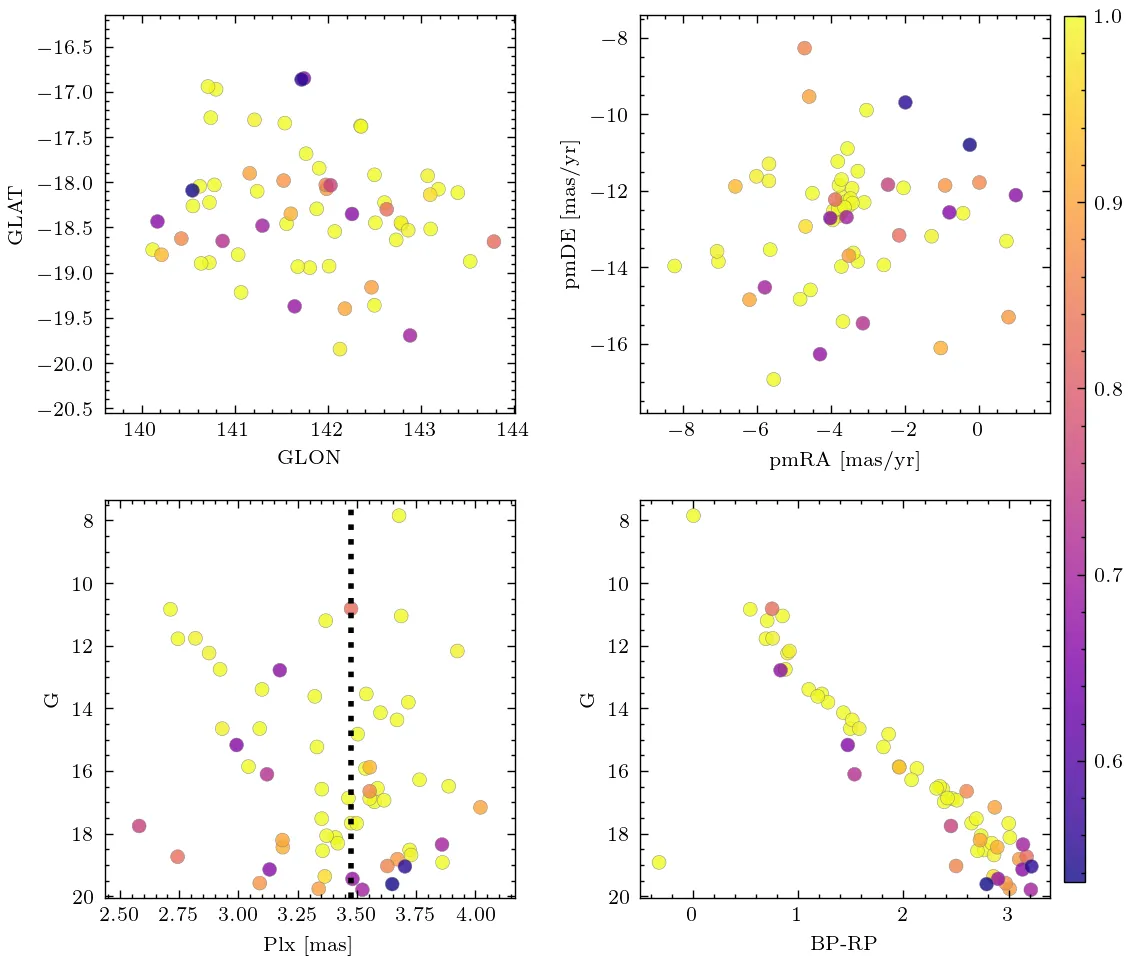 −16.5
−17.0
−17.5
−18.0
−18.5
−19.0
−19.5
−20.0
−20.5
GLAT
140 141 142 143 144
GLON
−8
−10
−12
−14
−16
pmDE [mas/yr]
−8 −6 −4 −2 0
pmRA [mas/yr]
8
10
12
14
16
18
20
G
2.50 2.75 3.00 3.25 3.50 3.75 4.00
Plx [mas]
8
10
12
14
16
18
20
G
0 1 2 3
BP-RP
1.0
0.9
0.8
0.7
0.6